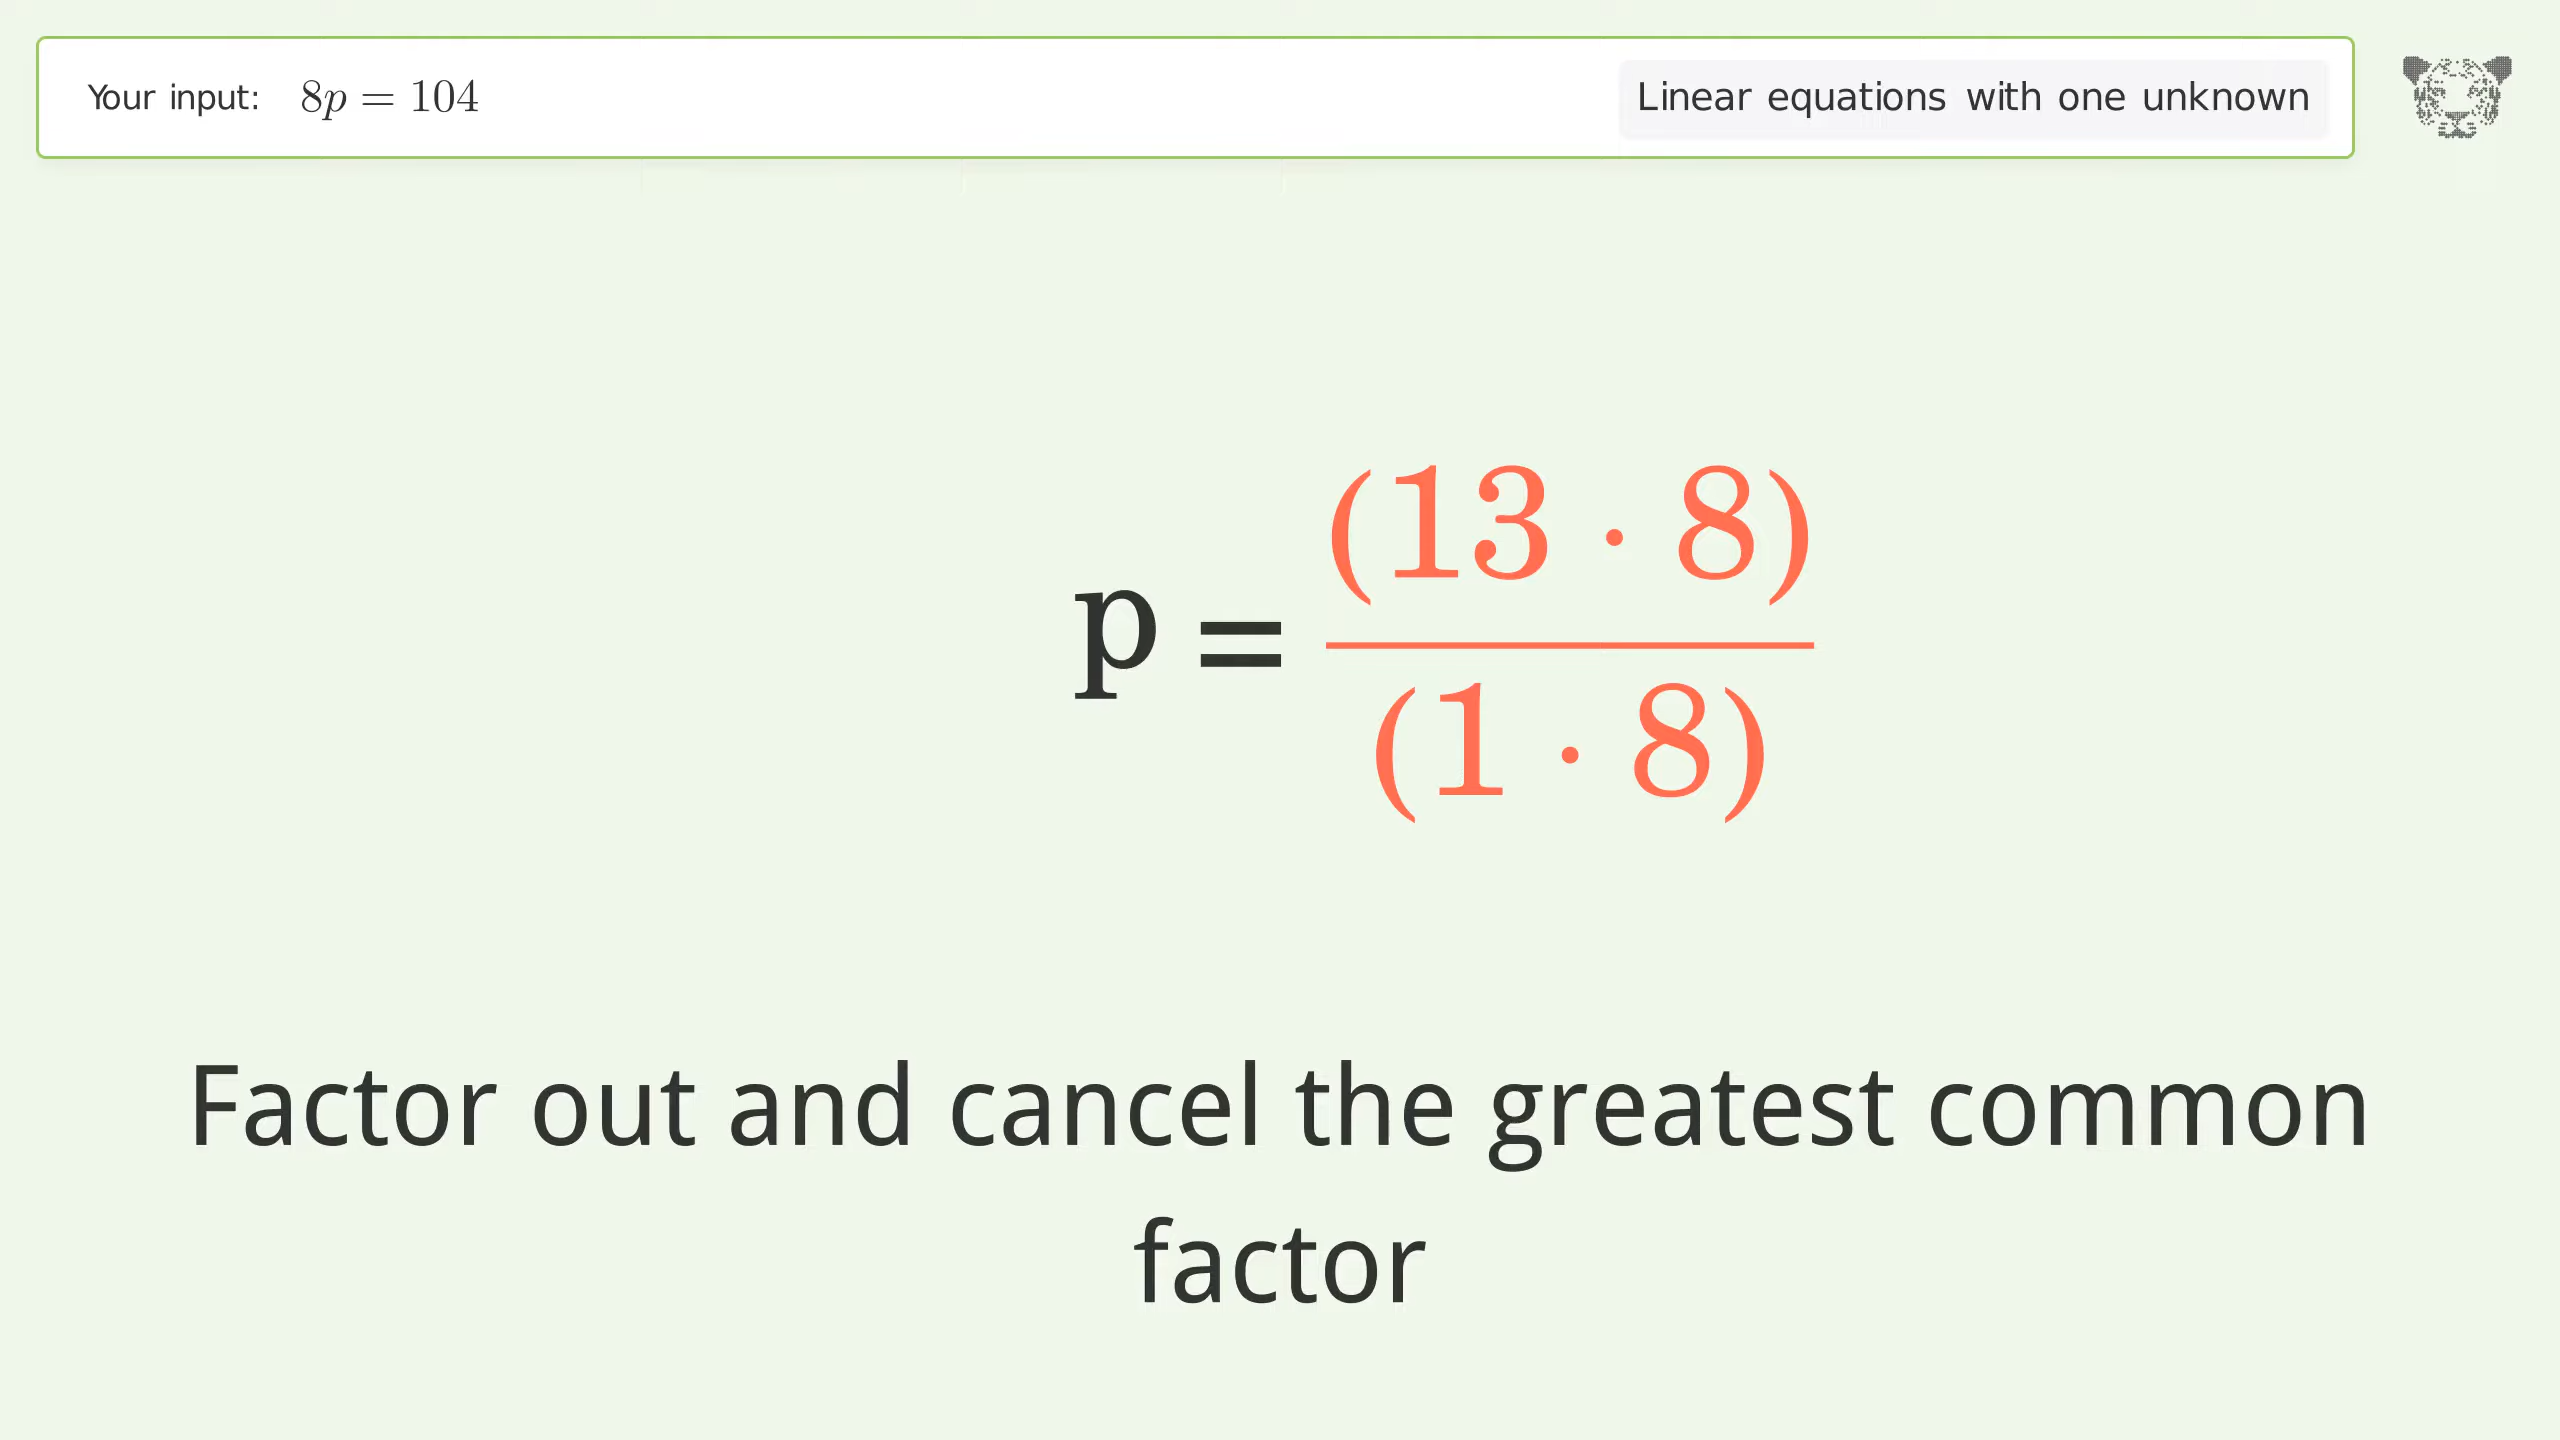 Your input: 8p = 104
Linear equations with one unknown
p = (13 · 8) / (1 · 8)
Factor out and cancel the greatest common
factor